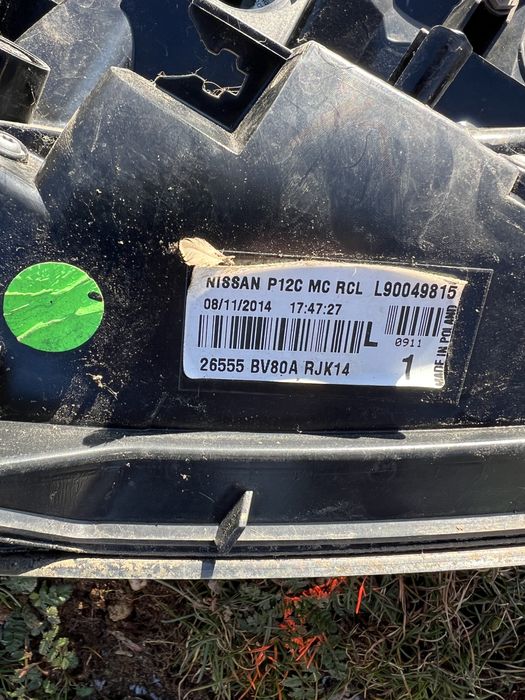 NISSAN P12C MC RCL L90049815
08/11/2014 17:47:27
L
0911
26555 BV80A RJK14
1
MADE IN POLAND